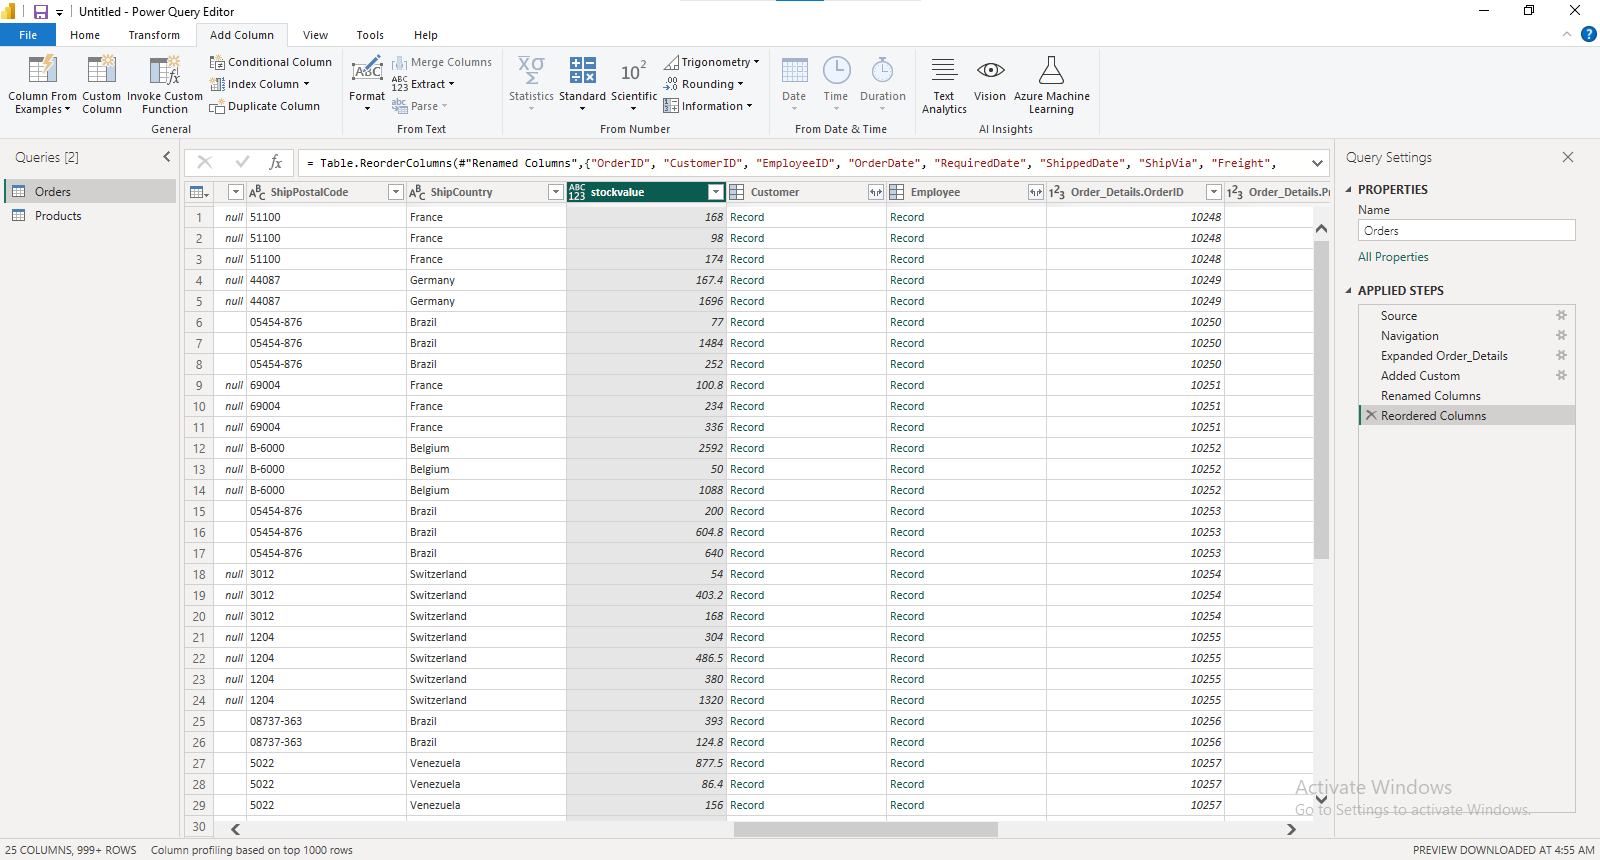 Untitled - Power Query Editor
File Home Transform Add Column View Tools Help
Column From Examples
Custom Column
Invoke Custom Function
Conditional Column
Index Column
Duplicate Column
General
Format
Merge Columns
Extract
Parse
From Text
Statistics
Standard
Scientific
Trigonometry
Rounding
Information
From Number
Date
Time
Duration
From Date & Time
Text Analytics
Vision
Azure Machine Learning
AI Insights
Queries [2]
Orders
Products
= Table.ReorderColumns(#"Renamed Columns",{"OrderID", "CustomerID", "EmployeeID", "OrderDate", "RequiredDate", "ShippedDate", "ShipVia", "Freight",
ShipPostalCode ShipCountry stockvalue Customer Employee Order_Details.OrderID
1 null 51100 France 168 Record Record 10248
2 null 51100 France 98 Record Record 10248
3 null 51100 France 174 Record Record 10248
4 null 44087 Germany 167.4 Record Record 10249
5 null 44087 Germany 1696 Record Record 10249
6 05454-876 Brazil 77 Record Record 10250
7 05454-876 Brazil 1484 Record Record 10250
8 05454-876 Brazil 252 Record Record 10250
9 null 69004 France 100.8 Record Record 10251
10 null 69004 France 234 Record Record 10251
11 null 69004 France 336 Record Record 10251
12 null B-6000 Belgium 2592 Record Record 10252
13 null B-6000 Belgium 50 Record Record 10252
14 null B-6000 Belgium 1088 Record Record 10252
15 05454-876 Brazil 200 Record Record 10253
16 05454-876 Brazil 604.8 Record Record 10253
17 05454-876 Brazil 640 Record Record 10253
18 null 3012 Switzerland 54 Record Record 10254
19 null 3012 Switzerland 403.2 Record Record 10254
20 null 3012 Switzerland 168 Record Record 10254
21 null 1204 Switzerland 304 Record Record 10255
22 null 1204 Switzerland 486.5 Record Record 10255
23 null 1204 Switzerland 380 Record Record 10255
24 null 1204 Switzerland 1320 Record Record 10255
25 08737-363 Brazil 393 Record Record 10256
26 08737-363 Brazil 124.8 Record Record 10256
27 5022 Venezuela 877.5 Record Record 10257
28 5022 Venezuela 86.4 Record Record 10257
29 5022 Venezuela 156 Record Record 10257
30
Query Settings
PROPERTIES
Name
Orders
All Properties
APPLIED STEPS
Source
Navigation
Expanded Order_Details
Added Custom
Renamed Columns
Reordered Columns
Activate Windows
Go to Settings to activate Windows.
25 COLUMNS, 999+ ROWS Column profiling based on top 1000 rows
PREVIEW DOWNLOADED AT 4:55 AM